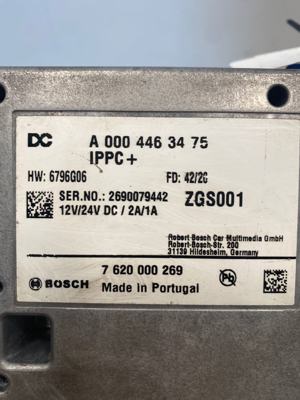 DC A 000 446 34 75
IPPC+
HW: 6796G06 FD: 42/20
SER.NO.: 2690079442 ZGS001
12V/24V DC / 2A/1A
Robert Bosch Car Multimedia GmbH
Robert-Bosch-Str. 200
31139 Hildesheim, Germany
7 620 000 269
BOSCH Made in Portugal